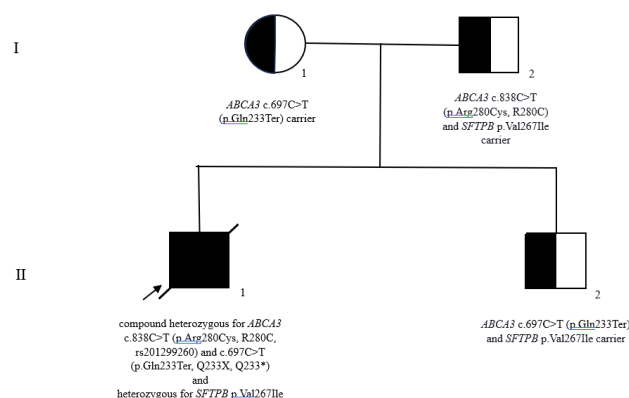 I
1
2
ABCA3 c.697C>T
(p.Gln233Ter) carrier
ABCA3 c.838C>T
(p.Arg280Cys, R280C)
and SFTPB p.Val267Ile
carrier
II
1
2
compound heterozygous for ABCA3
c.838C>T (p.Arg280Cys, R280C,
rs201299260) and c.697C>T
(p.Gln233Ter, Q233X, Q233*)
and
heterozygous for SFTPB p.Val267Ile
ABCA3 c.697C>T (p.Gln233Ter)
and SFTPB p.Val267Ile carrier